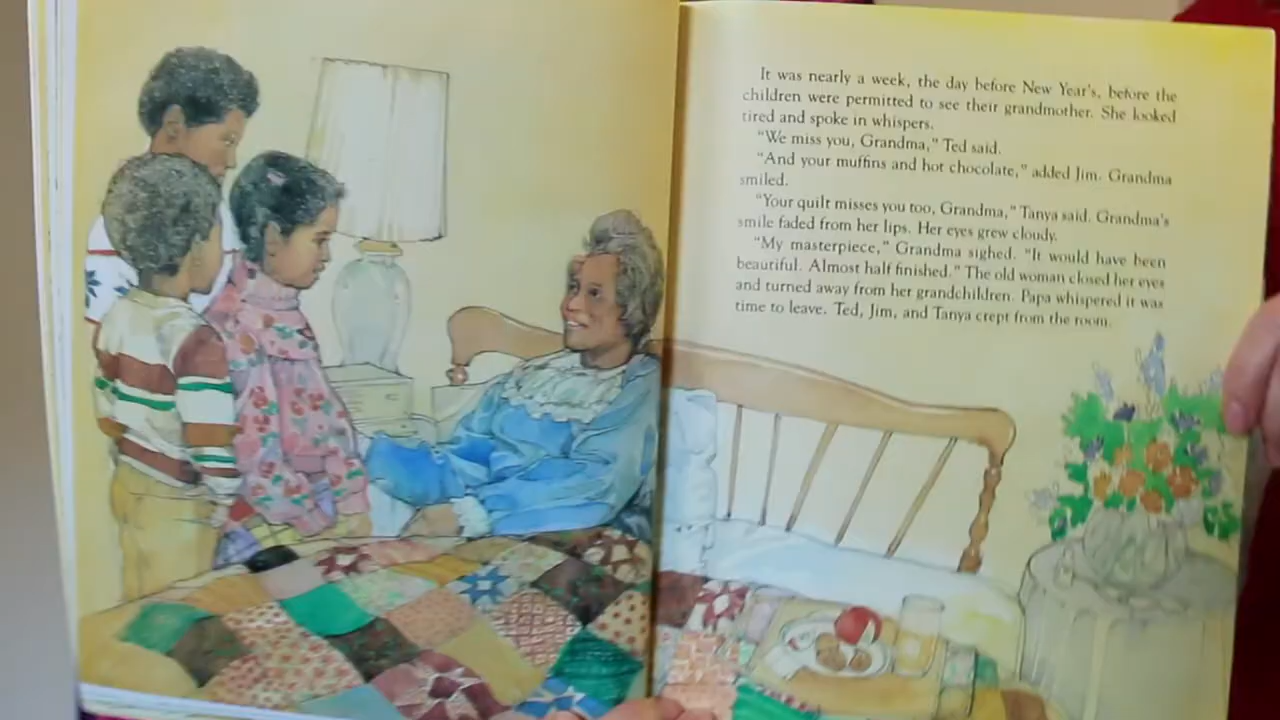 It was nearly a week, the day before New Year's, before the
children were permitted to see their grandmother. She looked
tired and spoke in whispers.
"We miss you, Grandma," Ted said.
"And your muffins and hot chocolate," added Jim. Grandma
smiled.
"Your quilt misses you too, Grandma," Tanya said. Grandma's
smile faded from her lips. Her eyes grew cloudy.
"My masterpiece," Grandma sighed. "It would have been
beautiful. Almost half finished." The old woman closed her eyes
and turned away from her grandchildren. Papa whispered it was
time to leave. Ted, Jim, and Tanya crept from the room.